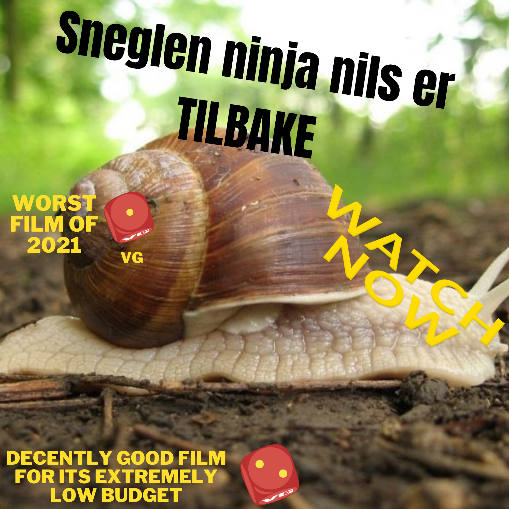 Sneglen ninja nils er
TILBAKE
WORST
FILM OF
2021
VG
WATCH
NOW
DECENTLY GOOD FILM
FOR ITS EXTREMELY
LOW BUDGET